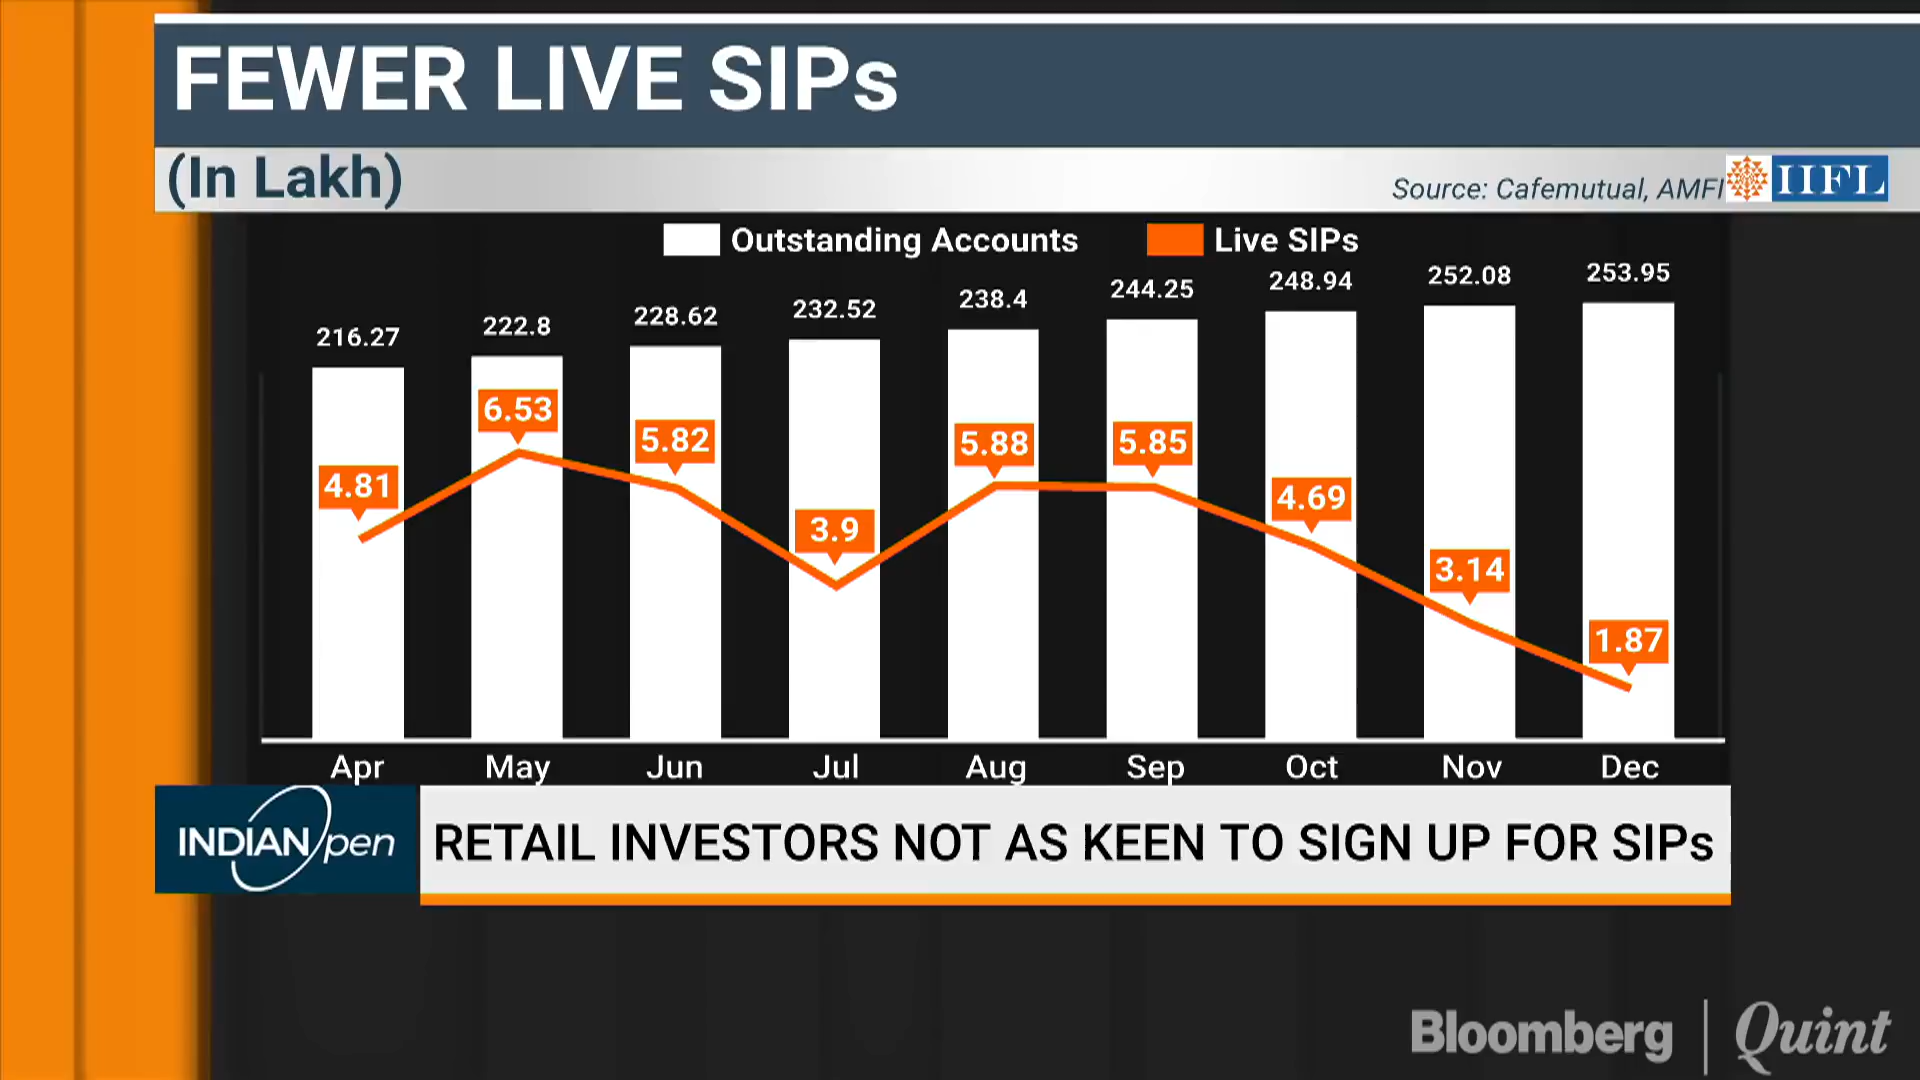 FEWER LIVE SIPs
(In Lakh)
Source: Cafemutual, AMFI
IIFL
Outstanding Accounts
Live SIPs
216.27
222.8
228.62
232.52
238.4
244.25
248.94
252.08
253.95
4.81
6.53
5.82
3.9
5.88
5.85
4.69
3.14
1.87
Apr
May
Jun
Jul
Aug
Sep
Oct
Nov
Dec
INDIAN Open
RETAIL INVESTORS NOT AS KEEN TO SIGN UP FOR SIPs
Bloomberg | Quint